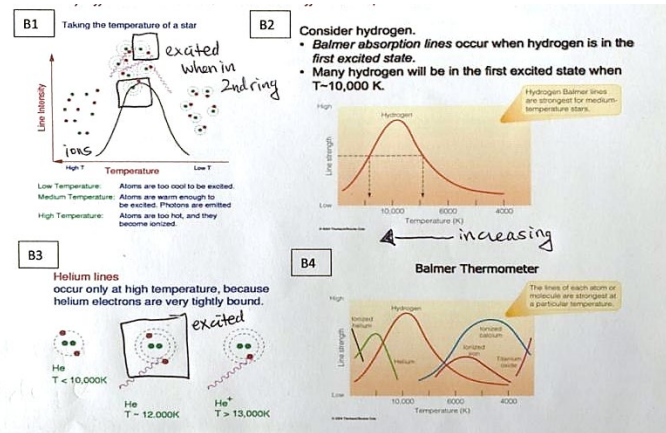 B1
Taking the temperature of a star
excited
when in
2nd ring
Line Intensity
ions
High T
Temperature
Low T
Low Temperature: Atoms are too cool to be excited.
Medium Temperature: Atoms are warm enough to
be excited. Photons are emitted
High Temperature: Atoms are too hot, and they
become ionized.
B2
Consider hydrogen.
• Balmer absorption lines occur when hydrogen is in the
first excited state.
• Many hydrogen will be in the first excited state when
T~10,000 K.
Hydrogen Balmer lines
are strongest for medium-
temperature stars.
High
Hydrogen
Line strength
Low
10,000 6000 4000
Temperature (K)
increasing
B3
Helium lines
occur only at high temperature, because
helium electrons are very tightly bound.
excited
He
T < 10,000K
He
T ~ 12.000K
He+
T > 13,000K
B4
Balmer Thermometer
The lines of each atom or
molecule are strongest at
a particular temperature.
High
Hydrogen
Ionized
helium
Ionized
calcium
Line strength
Helium
Ionized
iron
Titanium
oxide
Low
10,000 6000 4000
Temperature (K)